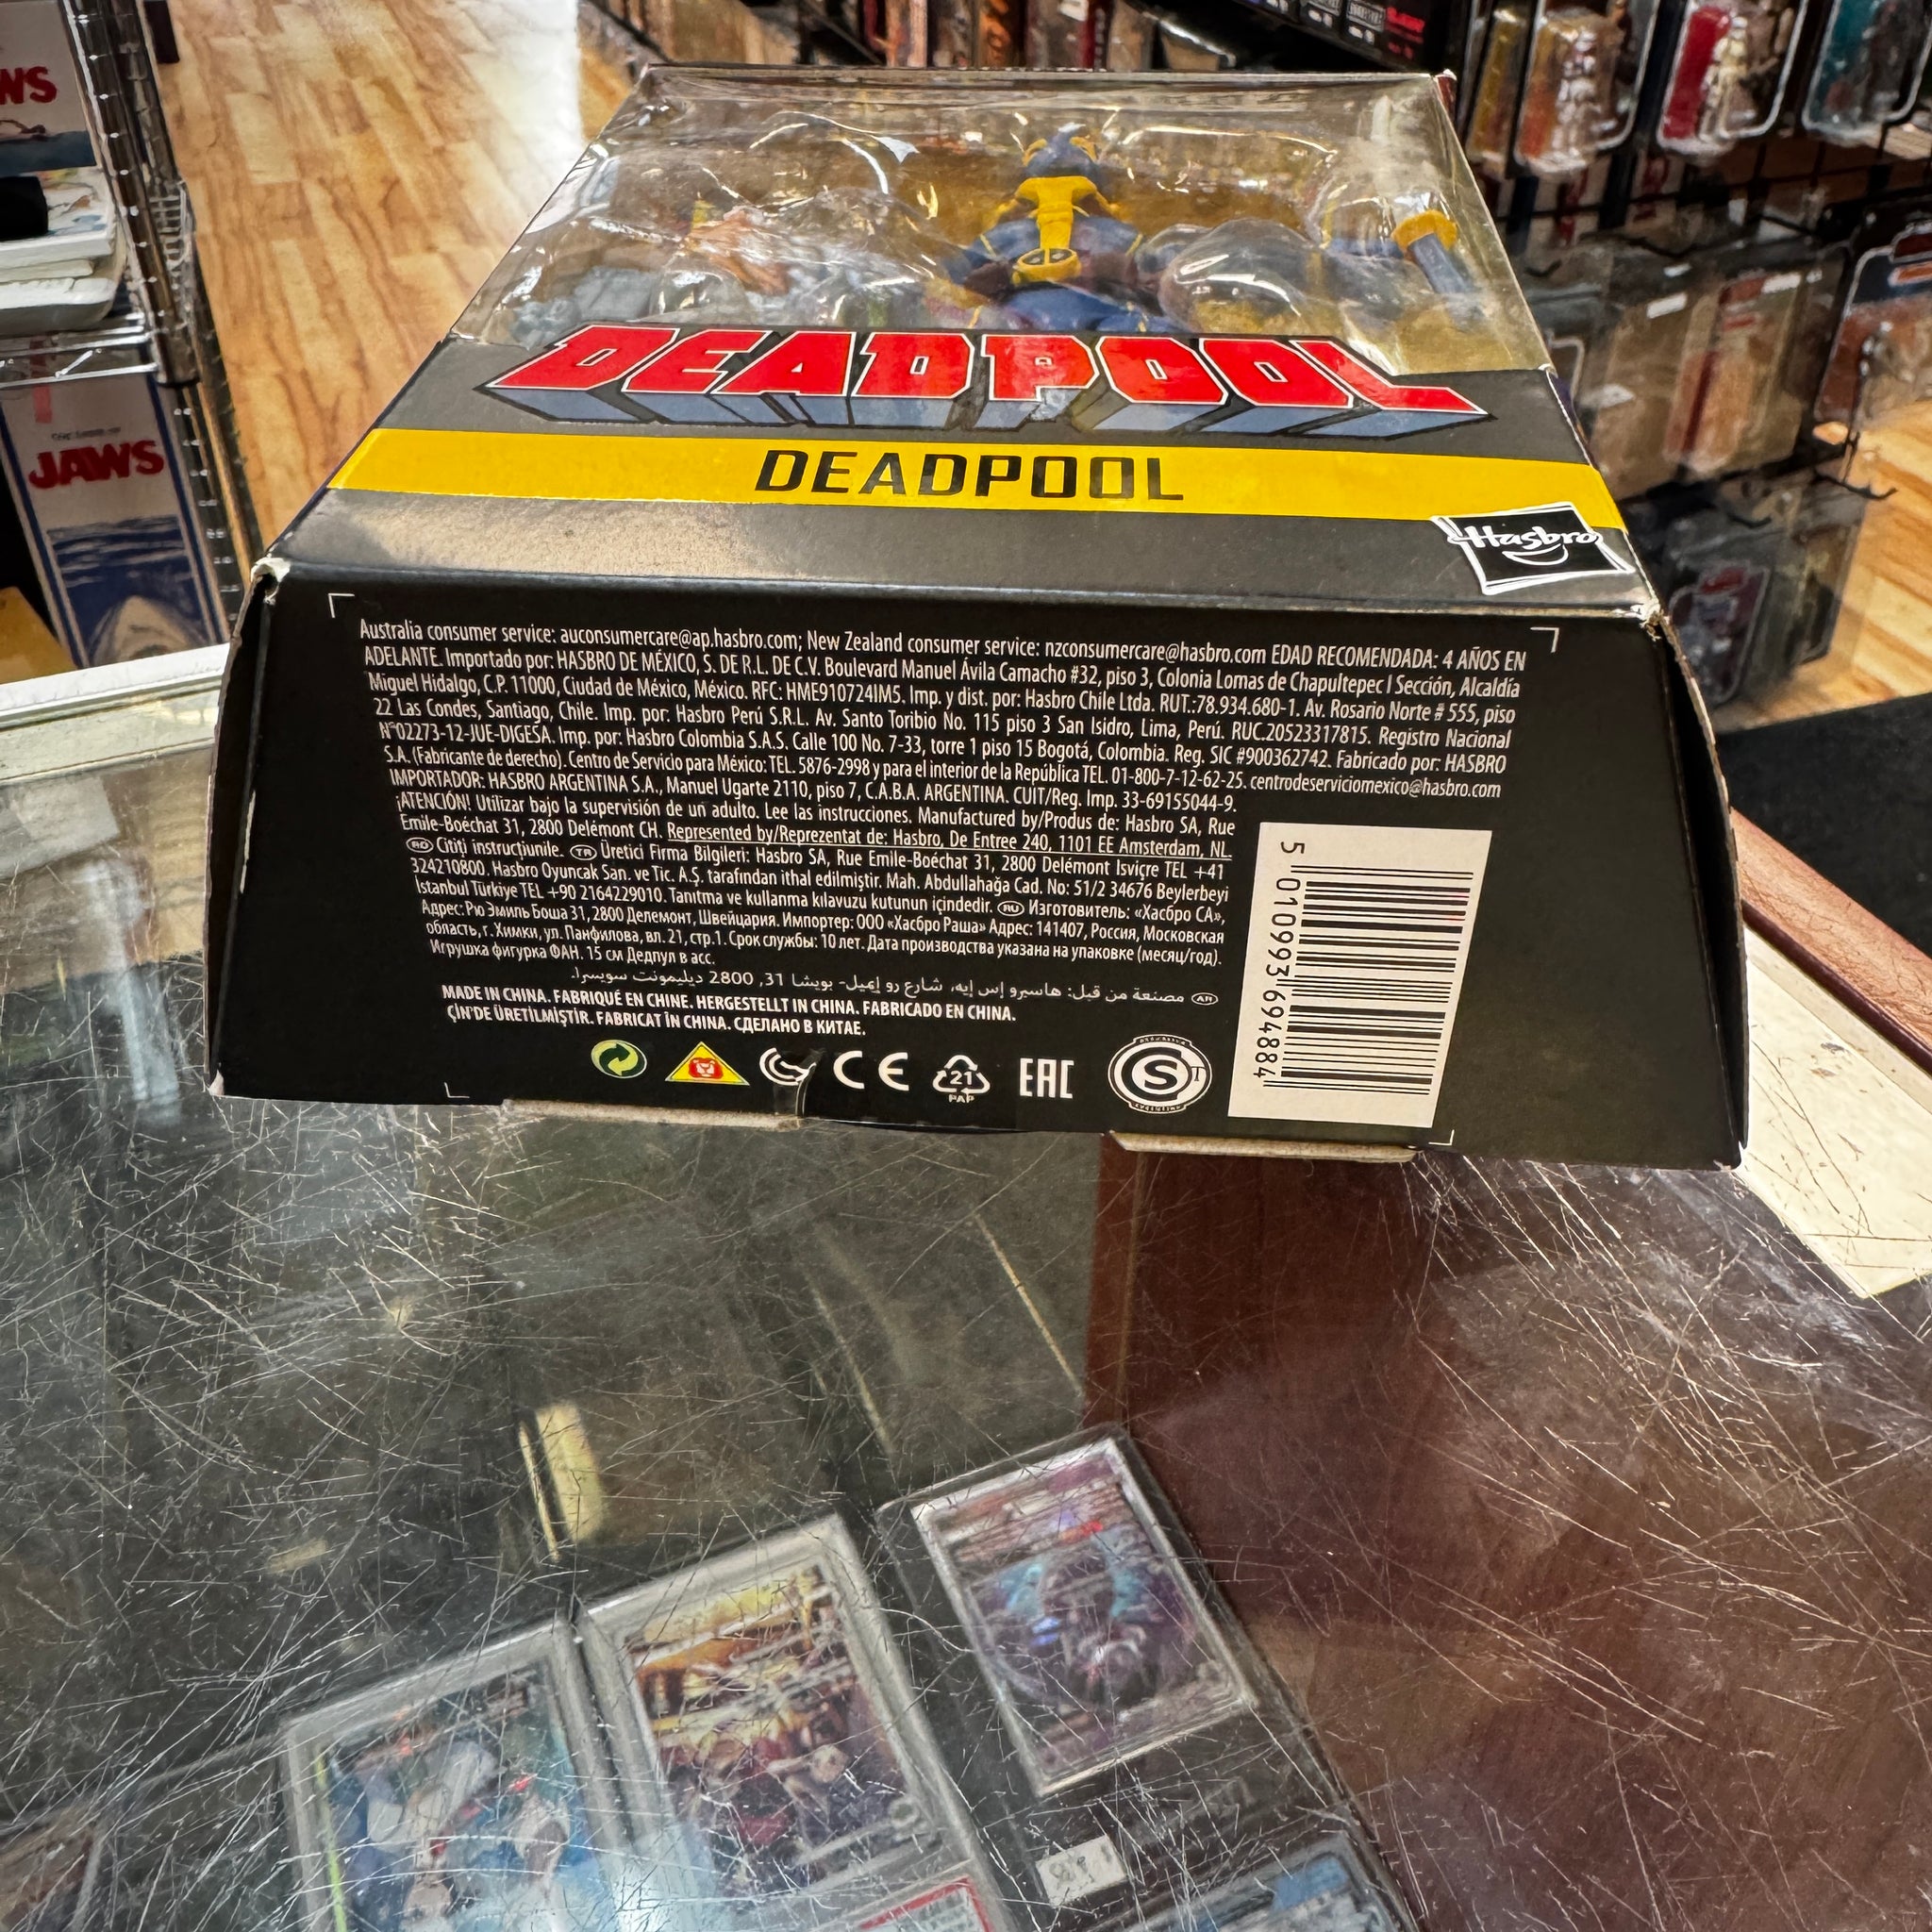 WS
JAWS
DEADPOOL
DEADPOOL
Hasbro
Australia consumer service: auconsumercare@ap.hasbro.com; New Zealand consumer service: nzconsumercare@hasbro.com EDAD RECOMENDADA: 4 AÑOS EN
ADELANTE. Importado por: HASBRO DE MÉXICO, S. DE R.L. DE C.V. Boulevard Manuel Ávila Camacho #32, piso 3, Colonia Lomas de Chapultepec I Sección, Alcaldía
Miguel Hidalgo, C.P. 11000, Ciudad de México, México. RFC: HME910724IM5. Imp. y dist. por: Hasbro Chile Ltda. RUT.:78.934.680-1. Av. Rosario Norte # 555, piso
22 Las Condes, Santiago, Chile. Imp. por: Hasbro Perú S.R.L. Av. Santo Toribio No. 115 piso 3 San Isidro, Lima, Perú. RUC.20523317815. Registro Nacional
N°02273-12-JUE-DIGESA. Imp. por: Hasbro Colombia S.A.S. Calle 100 No. 7-33, torre 1 piso 15 Bogotá, Colombia. Reg. SIC #900362742. Fabricado por: HASBRO
S.A. (Fabricante de derecho). Centro de Servicio para México: TEL. 5876-2998 y para el interior de la República TEL. 01-800-7-12-62-25. centrodeserviciomexico@hasbro.com
IMPORTADOR: HASBRO ARGENTINA S.A., Manuel Ugarte 2110, piso 7, C.A.B.A. ARGENTINA. CUIT/Reg. Imp. 33-69155044-9.
¡ATENCIÓN! Utilizar bajo la supervisión de un adulto. Lee las instrucciones. Manufactured by/Produs de: Hasbro SA, Rue
Emile-Boéchat 31, 2800 Delémont CH. Represented by/Reprezentat de: Hasbro, De Entree 240, 1101 EE Amsterdam, NL.
RO Citiţi instrucţiunile. TR Üretici Firma Bilgileri: Hasbro SA, Rue Emile-Boéchat 31, 2800 Delémont İsviçre TEL +41
324210800. Hasbro Oyuncak San. ve Tic. A.Ş. tarafından ithal edilmiştir. Mah. Abdullahağa Cad. No: 51/2 34676 Beylerbeyi
İstanbul Türkiye TEL +90 2164229010. Tanıtma ve kullanma kılavuzu kutunun içindedir. RU Изготовитель: «Хасбро СА»,
Адрес: Рю Эмиль Боша 31, 2800 Делемонт, Швейцария. Импортер: ООО «Хасбро Раша» Адрес: 141407, Россия, Московская
область, г. Химки, ул. Панфилова, вл. 21, стр.1. Срок службы: 10 лет. Дата производства указана на упаковке (месяц/год).
Игрушка фигурка ФАН. 15 см Дедпул в асс.
AR مصنعة من قبل: هاسبرو إس إيه، شارع رو إميل- بويشا 31, 2800 ديليمونت سويسرا.
MADE IN CHINA. FABRIQUÉ EN CHINE. HERGESTELLT IN CHINA. FABRICADO EN CHINA.
ÇİN'DE ÜRETİLMİŞTİR. FABRICAT ÎN CHINA. СДЕЛАНО В КИТАЕ.
CE
21
PAP
EAC
S
T
5 010993 694884